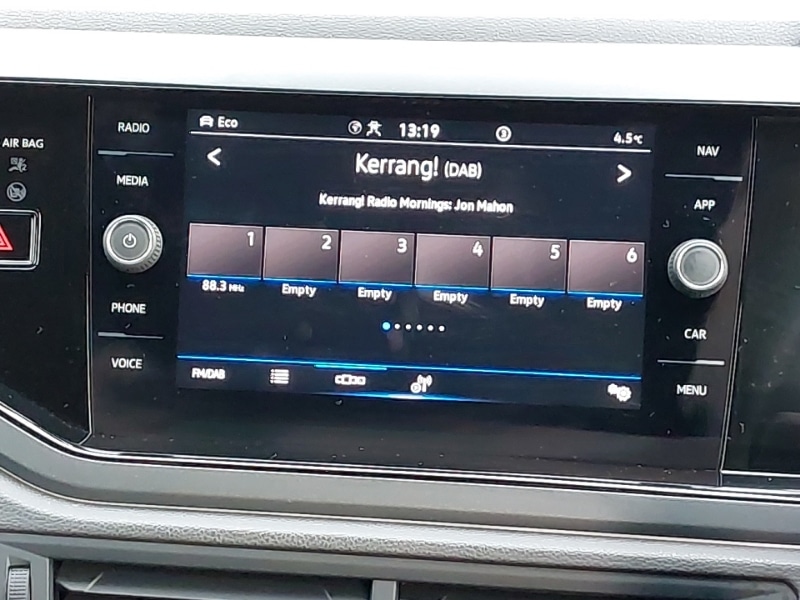 AIR BAG
RADIO
MEDIA
PHONE
VOICE
Eco 13:19 4.5°C
< Kerrang! (DAB) >
Kerrang! Radio Mornings: Jon Mahon
1 2 3 4 5 6
88.3 MHz Empty Empty Empty Empty Empty
FM/DAB
NAV
APP
CAR
MENU